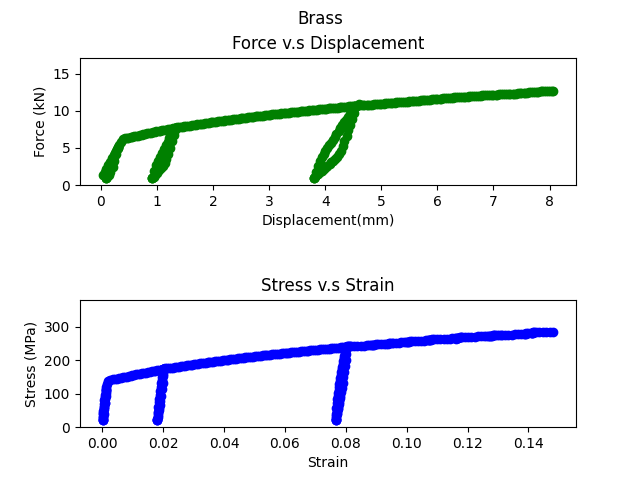 Brass
Force v.s Displacement
15
10
5
0
Force (kN)
0 1 2 3 4 5 6 7 8
Displacement(mm)
Stress v.s Strain
300
200
100
0
Stress (MPa)
0.00 0.02 0.04 0.06 0.08 0.10 0.12 0.14
Strain